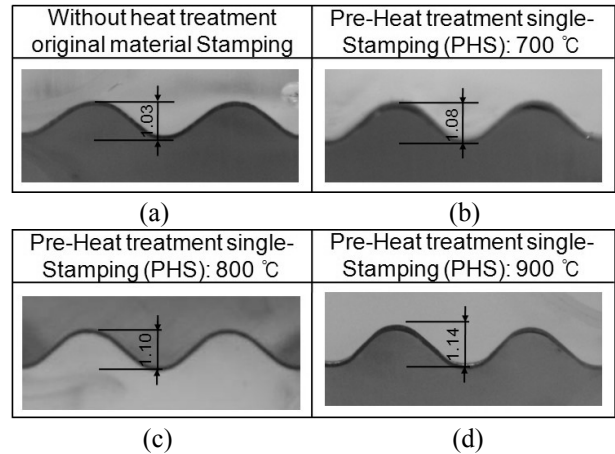 Without heat treatment
original material Stamping
Pre-Heat treatment single-
Stamping (PHS): 700 ℃
1.03
1.08
(a)
(b)
Pre-Heat treatment single-
Stamping (PHS): 800 ℃
Pre-Heat treatment single-
Stamping (PHS): 900 ℃
1.10
1.14
(c)
(d)